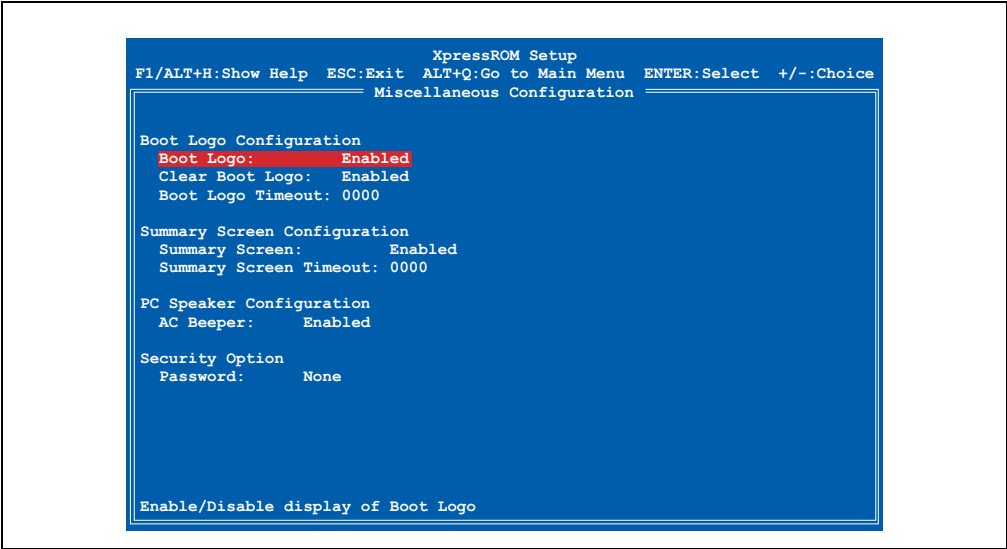 XpressROM Setup
F1/ALT+H:Show Help ESC:Exit ALT+Q:Go to Main Menu ENTER:Select +/-:Choice
Miscellaneous Configuration
Boot Logo Configuration
Boot Logo: Enabled
Clear Boot Logo: Enabled
Boot Logo Timeout: 0000
Summary Screen Configuration
Summary Screen: Enabled
Summary Screen Timeout: 0000
PC Speaker Configuration
AC Beeper: Enabled
Security Option
Password: None
Enable/Disable display of Boot Logo